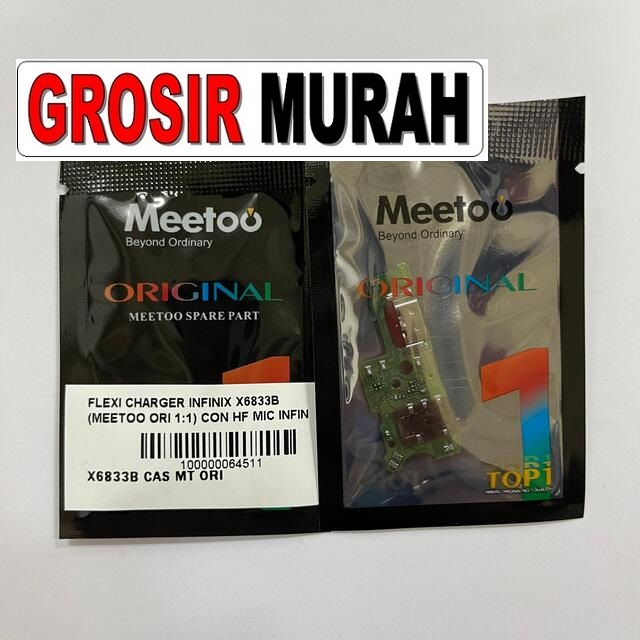 GROSIR MURAH
Meetoo
Beyond Ordinary
ORIGINAL
MEETOO SPARE PART
FLEXI CHARGER INFINIX X6833B
(MEETOO ORI 1:1) CON HF MIC INFIN
100000064511
X6833B CAS MT ORI
Meetoo
Beyond Ordinary
ORIGINAL
TOP1